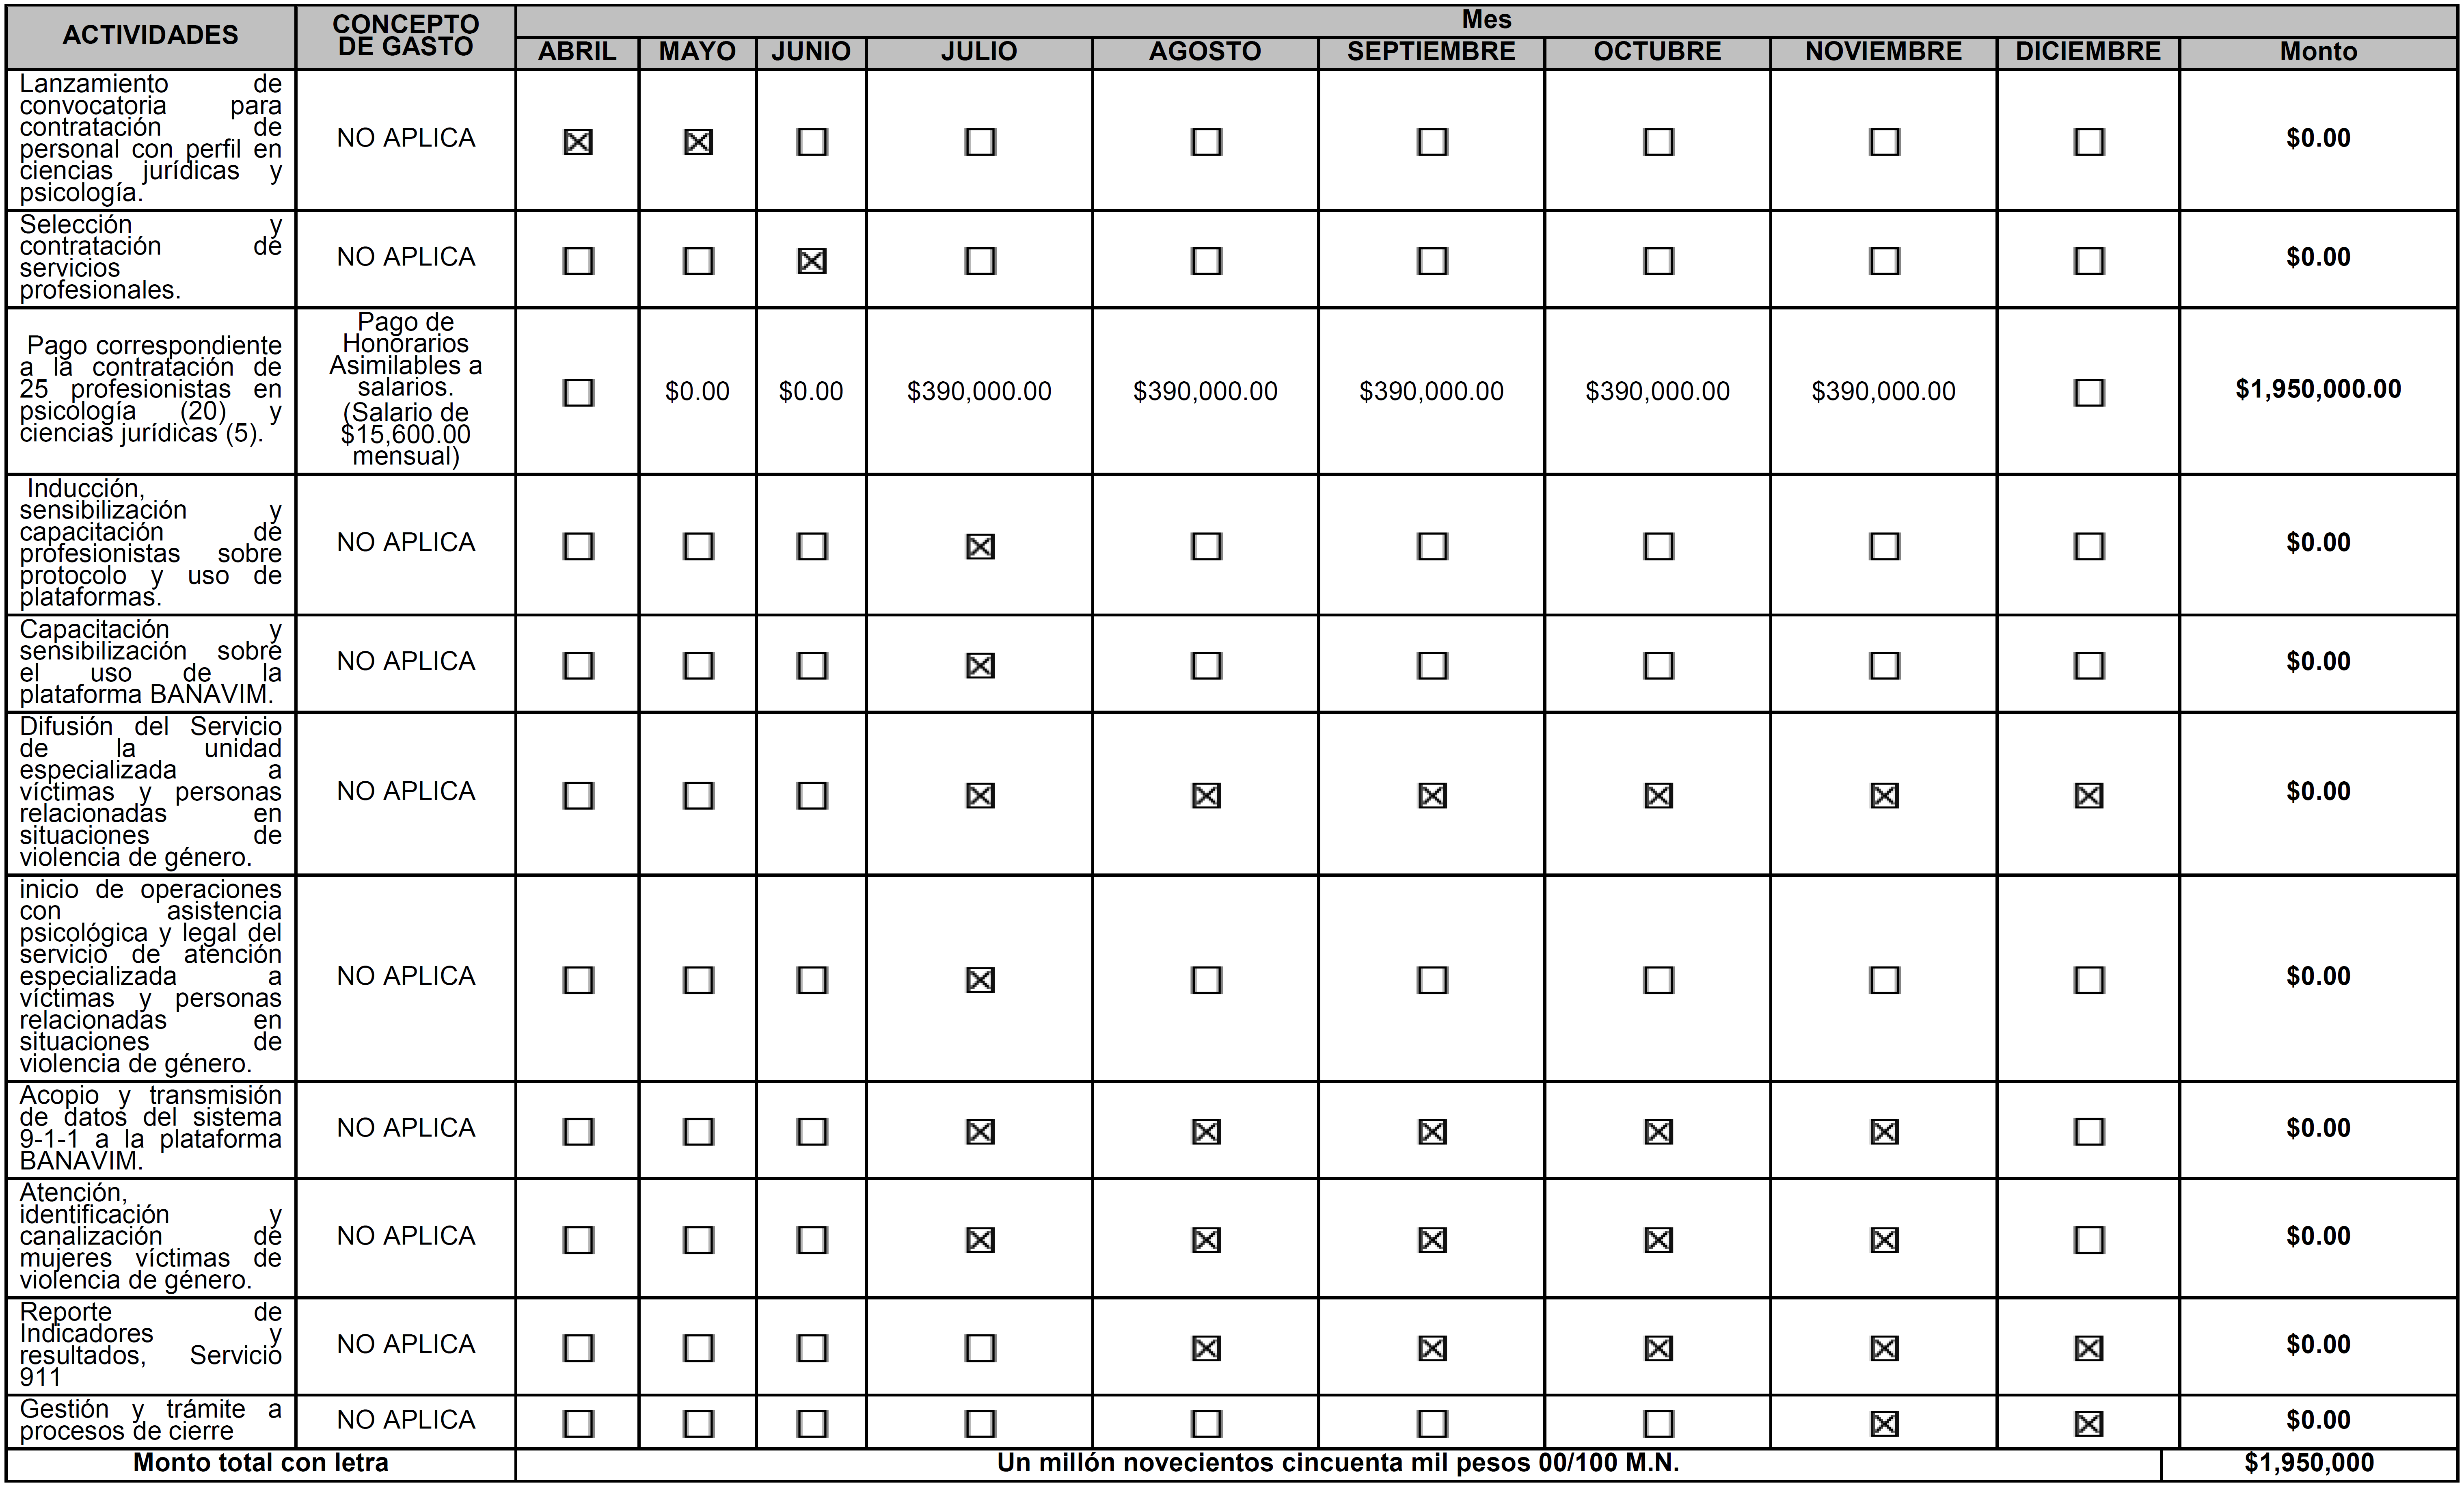 ACTIVIDADES
CONCEPTO
DE GASTO
Mes
ABRIL MAYO JUNIO JULIO AGOSTO SEPTIEMBRE OCTUBRE NOVIEMBRE DICIEMBRE Monto
Lanzamiento de
convocatoria para
contratación de
personal con perfil en
ciencias jurídicas y
psicología.
NO APLICA
☒ ☒ ☐ ☐ ☐ ☐ ☐ ☐ ☐
$0.00
Selección y
contratación de
servicios
profesionales.
NO APLICA
☐ ☐ ☒ ☐ ☐ ☐ ☐ ☐ ☐
$0.00
Pago correspondiente
a la contratación de
25 profesionistas en
psicología (20) y
ciencias jurídicas (5).
Pago de
Honorarios
Asimilables a
salarios.
(Salario de
$15,600.00
mensual)
☐ $0.00 $0.00 $390,000.00 $390,000.00 $390,000.00 $390,000.00 $390,000.00 ☐
$1,950,000.00
Inducción,
sensibilización y
capacitación de
profesionistas sobre
protocolo y uso de
plataformas.
NO APLICA
☐ ☐ ☐ ☒ ☐ ☐ ☐ ☐ ☐
$0.00
Capacitación y
sensibilización sobre
el uso de la
plataforma BANAVIM.
NO APLICA
☐ ☐ ☐ ☒ ☐ ☐ ☐ ☐ ☐
$0.00
Difusión del Servicio
de la unidad
especializada a
víctimas y personas
relacionadas en
situaciones de
violencia de género.
NO APLICA
☐ ☐ ☐ ☒ ☒ ☒ ☒ ☒ ☒
$0.00
inicio de operaciones
con asistencia
psicológica y legal del
servicio de atención
especializada a
víctimas y personas
relacionadas en
situaciones de
violencia de género.
NO APLICA
☐ ☐ ☐ ☒ ☐ ☐ ☐ ☐ ☐
$0.00
Acopio y transmisión
de datos del sistema
9-1-1 a la plataforma
BANAVIM.
NO APLICA
☐ ☐ ☐ ☒ ☒ ☒ ☒ ☒ ☐
$0.00
Atención,
identificación y
canalización de
mujeres víctimas de
violencia de género.
NO APLICA
☐ ☐ ☐ ☒ ☒ ☒ ☒ ☒ ☐
$0.00
Reporte de
Indicadores y
resultados, Servicio
911
NO APLICA
☐ ☐ ☐ ☐ ☒ ☒ ☒ ☒ ☒
$0.00
Gestión y trámite a
procesos de cierre
NO APLICA
☐ ☐ ☐ ☐ ☐ ☐ ☐ ☒ ☒
$0.00
Monto total con letra
Un millón novecientos cincuenta mil pesos 00/100 M.N.
$1,950,000